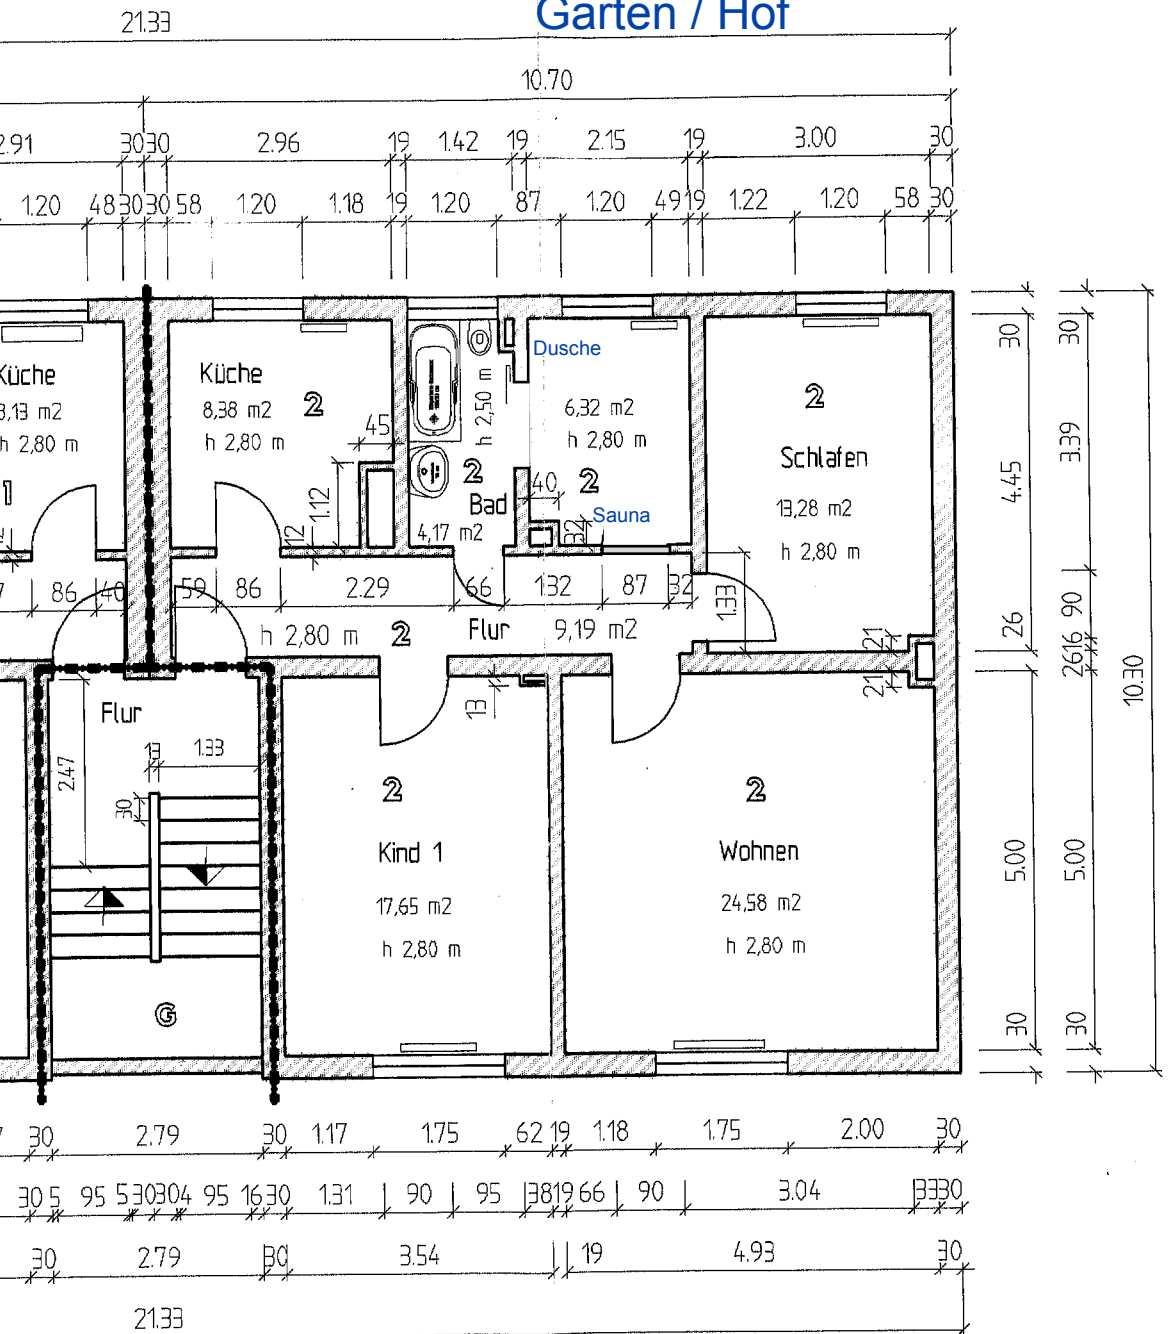 Garten / Hof
21.33
10.70
2.91 30 30 2.96 19 1.42 19 2.15 19 3.00 30
1.20 48 30 30 58 1.20 1.18 19 1.20 87 1.20 49 19 1.22 1.20 58 30
Küche
8,13 m2
h 2,80 m
1
Küche
8,38 m2
h 2,80 m
2
45
1.12
12
h 2,50 m
2
Bad
4,17 m2
Dusche
6,32 m2
h 2,80 m
2
40
32
Sauna
2
Schlafen
13,28 m2
h 2,80 m
30
4.45
26
30
3.39
90
16
26
10.30
86 40 59 86 2.29 66 1.32 87 32
1.33
h 2,80 m
2
Flur
9,19 m2
21
21
13
Flur
13
1.33
2.47
30
G
2
Kind 1
17,65 m2
h 2,80 m
2
Wohnen
24,58 m2
h 2,80 m
5.00
5.00
30
30
7 30 2.79 30 1.17 1.75 62 19 1.18 1.75 2.00 30
30 5 95 5 30 30 4 95 16 30 1.31 90 95 38 19 66 90 3.04 33 30
30 2.79 30 3.54 19 4.93 30
21.33